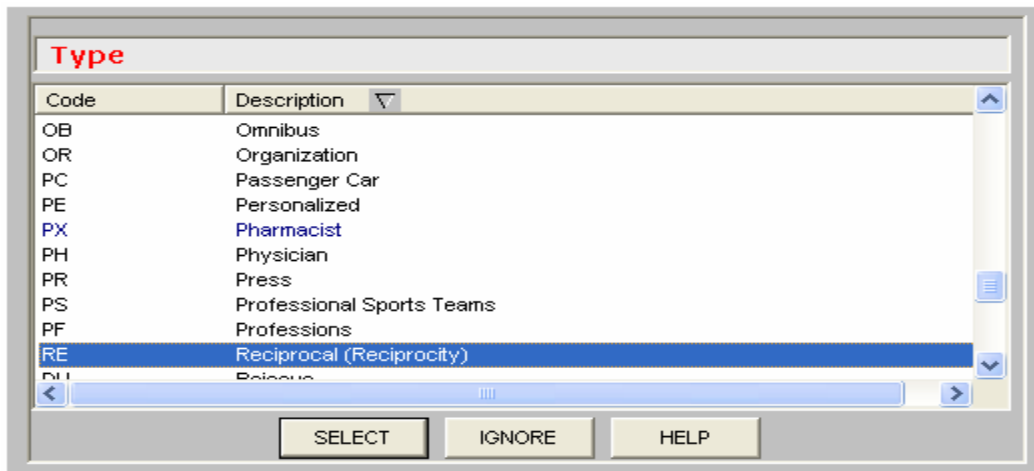 Type
Code Description
OB Omnibus
OR Organization
PC Passenger Car
PE Personalized
PX Pharmacist
PH Physician
PR Press
PS Professional Sports Teams
PF Professions
RE Reciprocal (Reciprocity)
SELECT IGNORE HELP